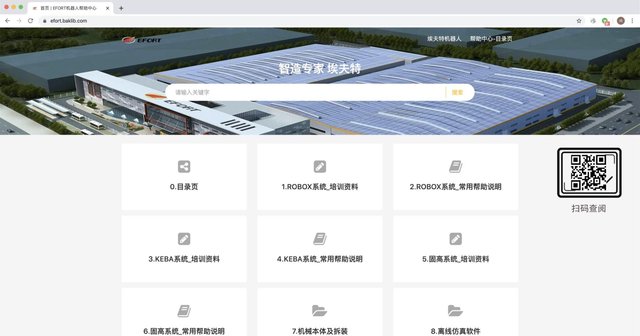 首页 | EFORT机器人帮助中心
efort.baklib.com
EFORT
埃夫特机器人 帮助中心-目录页
智造专家 埃夫特
EFORT
请输入关键字
搜索
0.目录页
1.ROBOX系统_培训资料
2.ROBOX系统_常用帮助说明
扫码查阅
3.KEBA系统_培训资料
4.KEBA系统_常用帮助说明
5.固高系统_培训资料
6.固高系统_常用帮助说明
7.机械本体及拆装
8.离线仿真软件